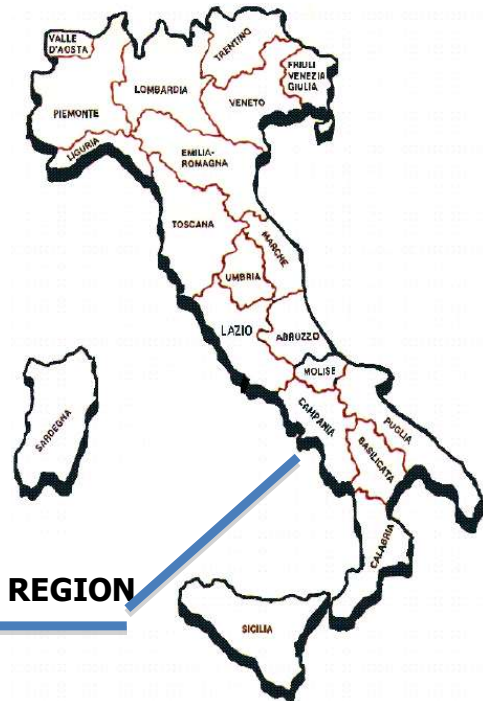 VALLE
D'AOSTA
TRENTINO
FRIULI
VENEZIA
GIULIA
LOMBARDIA
VENETO
PIEMONTE
LIGURIA
EMILIA-
ROMAGNA
TOSCANA
MARCHE
UMBRIA
LAZIO
ABRUZZO
MOLISE
CAMPANIA
PUGLIA
BASILICATA
SARDEGNA
CALABRIA
REGION
SICILIA